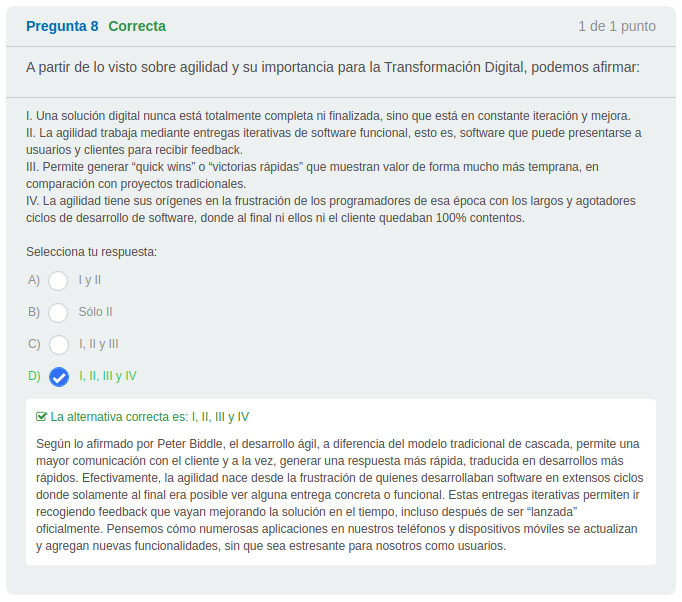 Pregunta 8 Correcta 1 de 1 punto
A partir de lo visto sobre agilidad y su importancia para la Transformación Digital, podemos afirmar:
I. Una solución digital nunca está totalmente completa ni finalizada, sino que está en constante iteración y mejora.
II. La agilidad trabaja mediante entregas iterativas de software funcional, esto es, software que puede presentarse a
usuarios y clientes para recibir feedback.
III. Permite generar “quick wins” o “victorias rápidas” que muestran valor de forma mucho más temprana, en
comparación con proyectos tradicionales.
IV. La agilidad tiene sus orígenes en la frustración de los programadores de esa época con los largos y agotadores
ciclos de desarrollo de software, donde al final ni ellos ni el cliente quedaban 100% contentos.
Selecciona tu respuesta:
A) I y II
B) Sólo II
C) I, II y III
D) I, II, III y IV
La alternativa correcta es: I, II, III y IV
Según lo afirmado por Peter Biddle, el desarrollo ágil, a diferencia del modelo tradicional de cascada, permite una
mayor comunicación con el cliente y a la vez, generar una respuesta más rápida, traducida en desarrollos más
rápidos. Efectivamente, la agilidad nace desde la frustración de quienes desarrollaban software en extensos ciclos
donde solamente al final era posible ver alguna entrega concreta o funcional. Estas entregas iterativas permiten ir
recogiendo feedback que vayan mejorando la solución en el tiempo, incluso después de ser “lanzada”
oficialmente. Pensemos cómo numerosas aplicaciones en nuestros teléfonos y dispositivos móviles se actualizan
y agregan nuevas funcionalidades, sin que sea estresante para nosotros como usuarios.